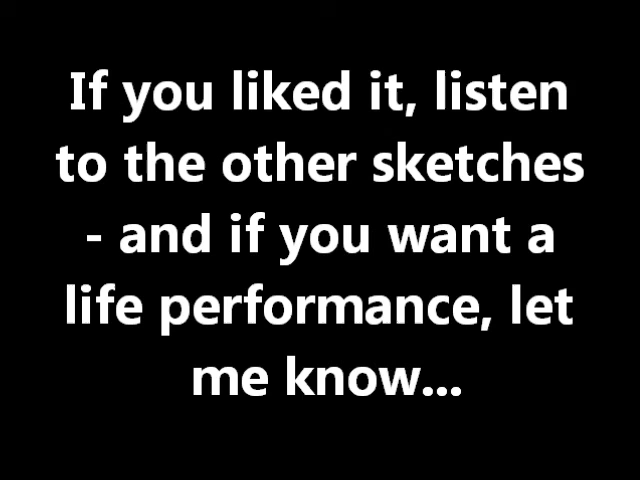 If you liked it, listen
to the other sketches
- and if you want a
life performance, let
me know...